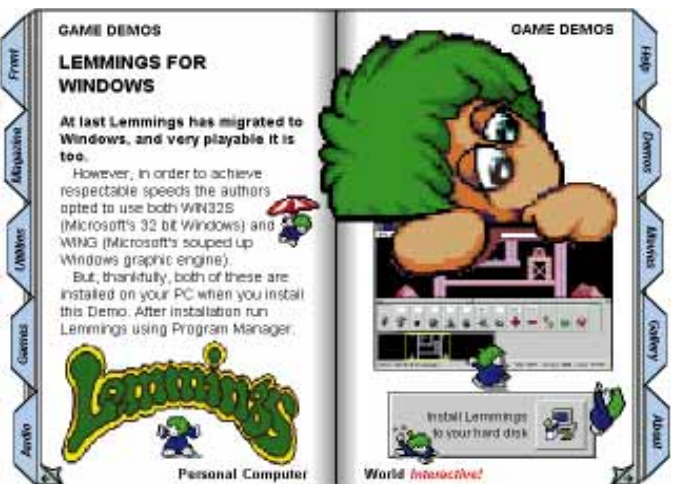 GAME DEMOS
LEMMINGS FOR
WINDOWS
At last Lemmings has migrated to
Windows, and very playable it is
too.
However, in order to achieve
respectable speeds the authors
opted to use both WIN32S
(Microsoft's 32 bit Windows) and
WING (Microsoft's souped up
Windows graphic engine).
But, thankfully, both of these are
installed on your PC when you install
this Demo. After installation run
Lemmings using Program Manager.
Lemmings
Personal Computer
GAME DEMOS
Install Lemmings
to your hard disk
World Interactive!
Front
Magazine
Utilities
Games
Audio
Help
Demos
Movies
Gallery
About